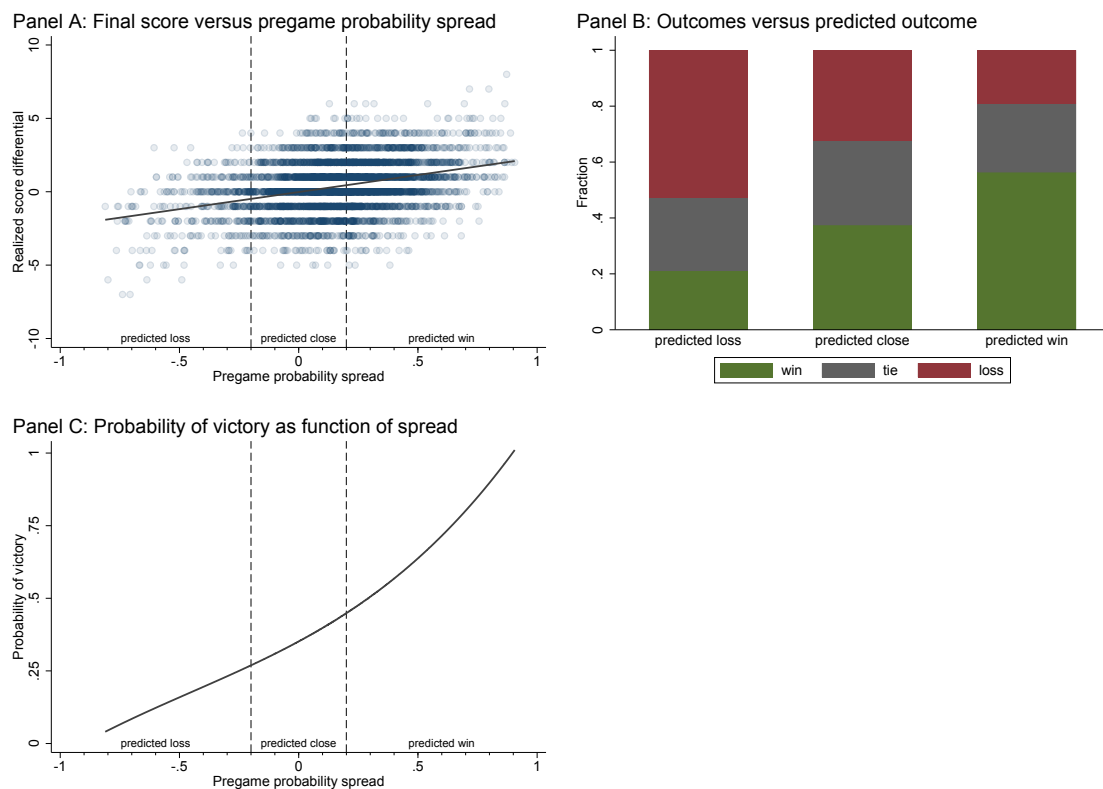 Panel A: Final score versus pregame probability spread
10
5
0
-5
-10
Realized score differential
predicted loss
predicted close
predicted win
-1
-.5
0
.5
1
Pregame probability spread
Panel B: Outcomes versus predicted outcome
1
.8
.6
.4
.2
0
Fraction
predicted loss
predicted close
predicted win
win
tie
loss
Panel C: Probability of victory as function of spread
1
.75
.5
.25
0
Probability of victory
predicted loss
predicted close
predicted win
-1
-.5
0
.5
1
Pregame probability spread